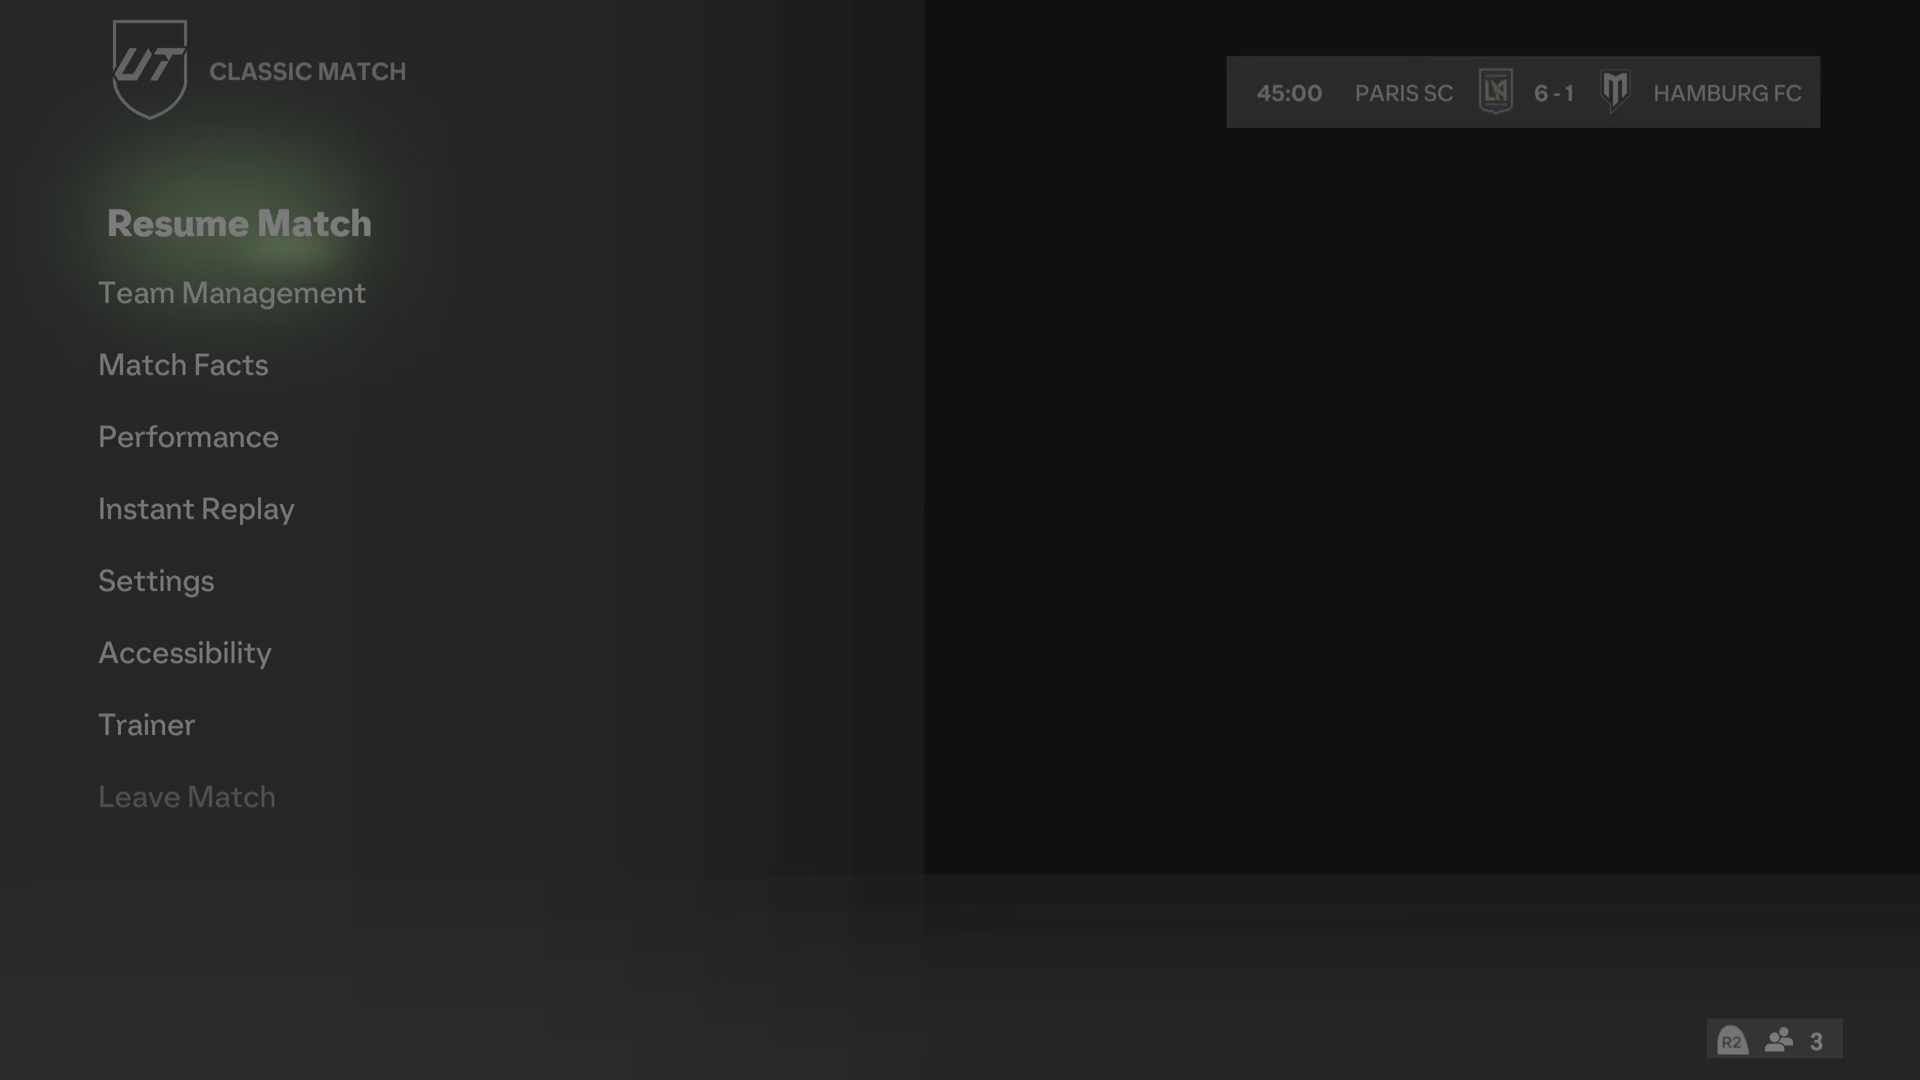 UT
CLASSIC MATCH
45:00 PARIS SC LA 6 - 1 M HAMBURG FC
Resume Match
Team Management
Match Facts
Performance
Instant Replay
Settings
Accessibility
Trainer
Leave Match
R2 3